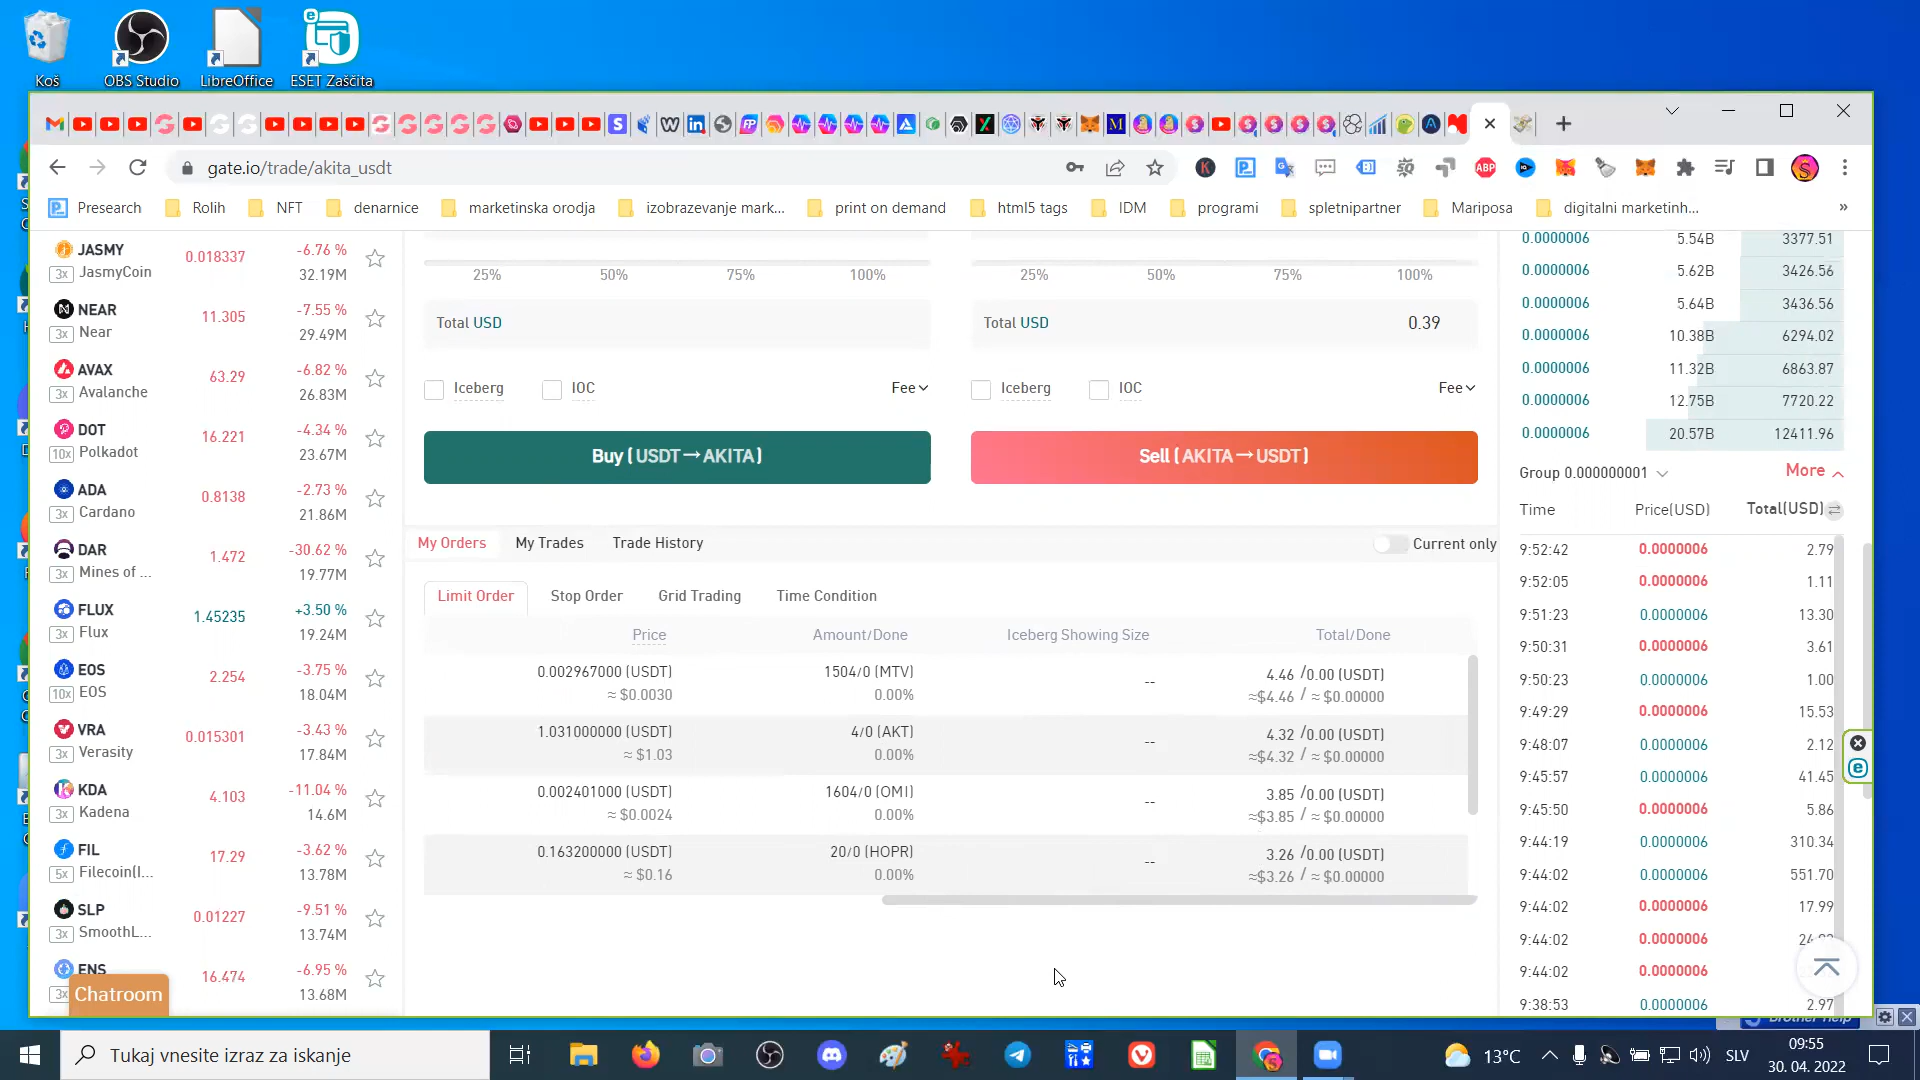 Koš
OBS Studio
LibreOffice
ESET Zaščita
gate.io/trade/akita_usdt
Presearch
Rolih
NFT
denarnice
marketinska orodja
izobrazevanje mark...
print on demand
html5 tags
IDM
programi
spletnipartner
Mariposa
digitalni marketinh...
»
JASMY 0.018337 -6.76 %
3x JasmyCoin 32.19M
NEAR 11.305 -7.55 %
3x Near 29.49M
AVAX 63.29 -6.82 %
3x Avalanche 26.83M
DOT 16.221 -4.34 %
10x Polkadot 23.67M
ADA 0.8138 -2.73 %
3x Cardano 21.86M
DAR 1.472 -30.62 %
3x Mines of ... 19.77M
FLUX 1.45235 +3.50 %
3x Flux 19.24M
EOS 2.254 -3.75 %
10x EOS 18.04M
VRA 0.015301 -3.43 %
3x Verasity 17.84M
KDA 4.103 -11.04 %
3x Kadena 14.6M
FIL 17.29 -3.62 %
5x Filecoin(I... 13.78M
SLP 0.01227 -9.51 %
3x SmoothL... 13.74M
ENS 16.474 -6.95 %
3x 13.68M
Chatroom
25% 50% 75% 100%
Total USD
Iceberg IOC Fee
Buy ( USDT→AKITA )
25% 50% 75% 100%
Total USD 0.39
Iceberg IOC Fee
Sell ( AKITA→USDT )
My Orders My Trades Trade History Current only
Limit Order Stop Order Grid Trading Time Condition
Price Amount/Done Iceberg Showing Size Total/Done
0.002967000 (USDT) 1504/0 (MTV) -- 4.46 /0.00 (USDT)
≈ $0.0030 0.00% ≈$4.46 / ≈ $0.00000
1.031000000 (USDT) 4/0 (AKT) -- 4.32 /0.00 (USDT)
≈ $1.03 0.00% ≈$4.32 / ≈ $0.00000
0.002401000 (USDT) 1604/0 (OMI) -- 3.85 /0.00 (USDT)
≈ $0.0024 0.00% ≈$3.85 / ≈ $0.00000
0.163200000 (USDT) 20/0 (HOPR) -- 3.26 /0.00 (USDT)
≈ $0.16 0.00% ≈$3.26 / ≈ $0.00000
0.0000006 5.54B 3377.51
0.0000006 5.62B 3426.56
0.0000006 5.64B 3436.56
0.0000006 10.38B 6294.02
0.0000006 11.32B 6863.87
0.0000006 12.75B 7720.22
0.0000006 20.57B 12411.96
Group 0.000000001 More
Time Price(USD) Total(USD)
9:52:42 0.0000006 2.79
9:52:05 0.0000006 1.11
9:51:23 0.0000006 13.30
9:50:31 0.0000006 3.61
9:50:23 0.0000006 1.00
9:49:29 0.0000006 15.53
9:48:07 0.0000006 2.12
9:45:57 0.0000006 41.45
9:45:50 0.0000006 5.86
9:44:19 0.0000006 310.34
9:44:02 0.0000006 551.70
9:44:02 0.0000006 17.99
9:44:02 0.0000006
9:44:02 0.0000006
9:38:53 0.0000006 2.97
Tukaj vnesite izraz za iskanje
13°C
SLV
09:55
30. 04. 2022